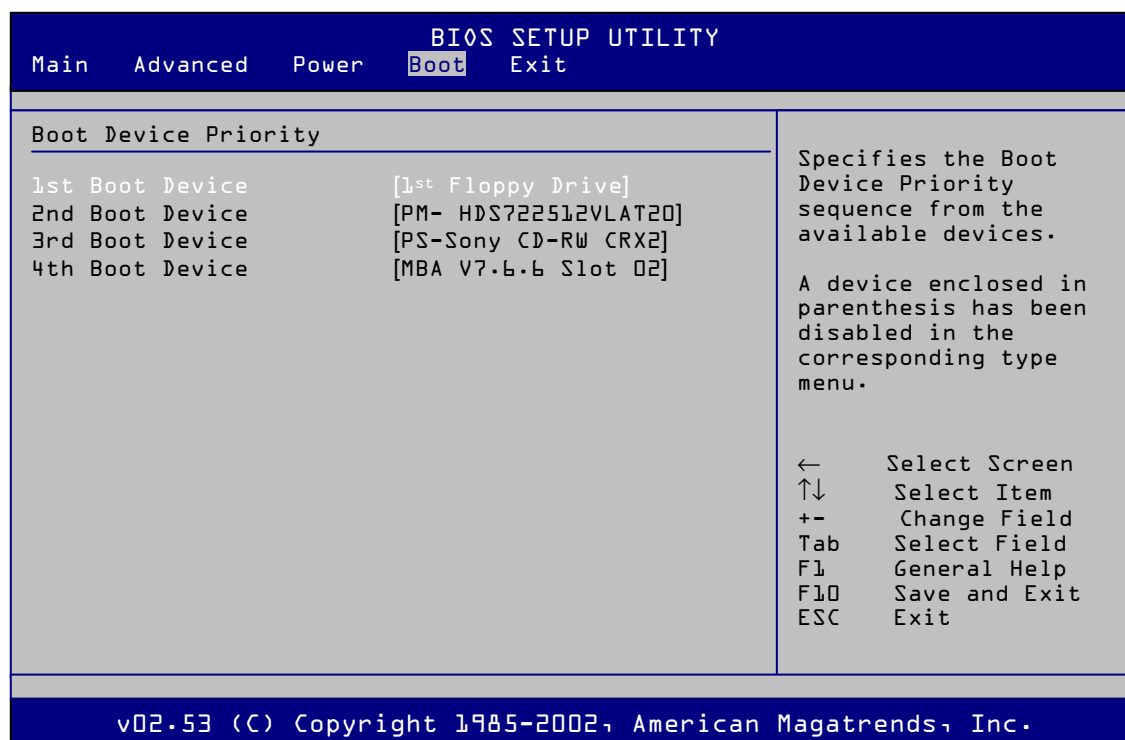 BIOS SETUP UTILITY
Main Advanced Power Boot Exit
Boot Device Priority
1st Boot Device [1st Floppy Drive]
2nd Boot Device [PM- HDS722512VLAT20]
3rd Boot Device [PS-Sony CD-RW CRX2]
4th Boot Device [MBA V7.6.6 Slot 02]
Specifies the Boot
Device Priority
sequence from the
available devices.
A device enclosed in
parenthesis has been
disabled in the
corresponding type
menu.
← Select Screen
↑↓ Select Item
+- Change Field
Tab Select Field
F1 General Help
F10 Save and Exit
ESC Exit
v02.53 (C) Copyright 1985-2002, American Magatrends, Inc.